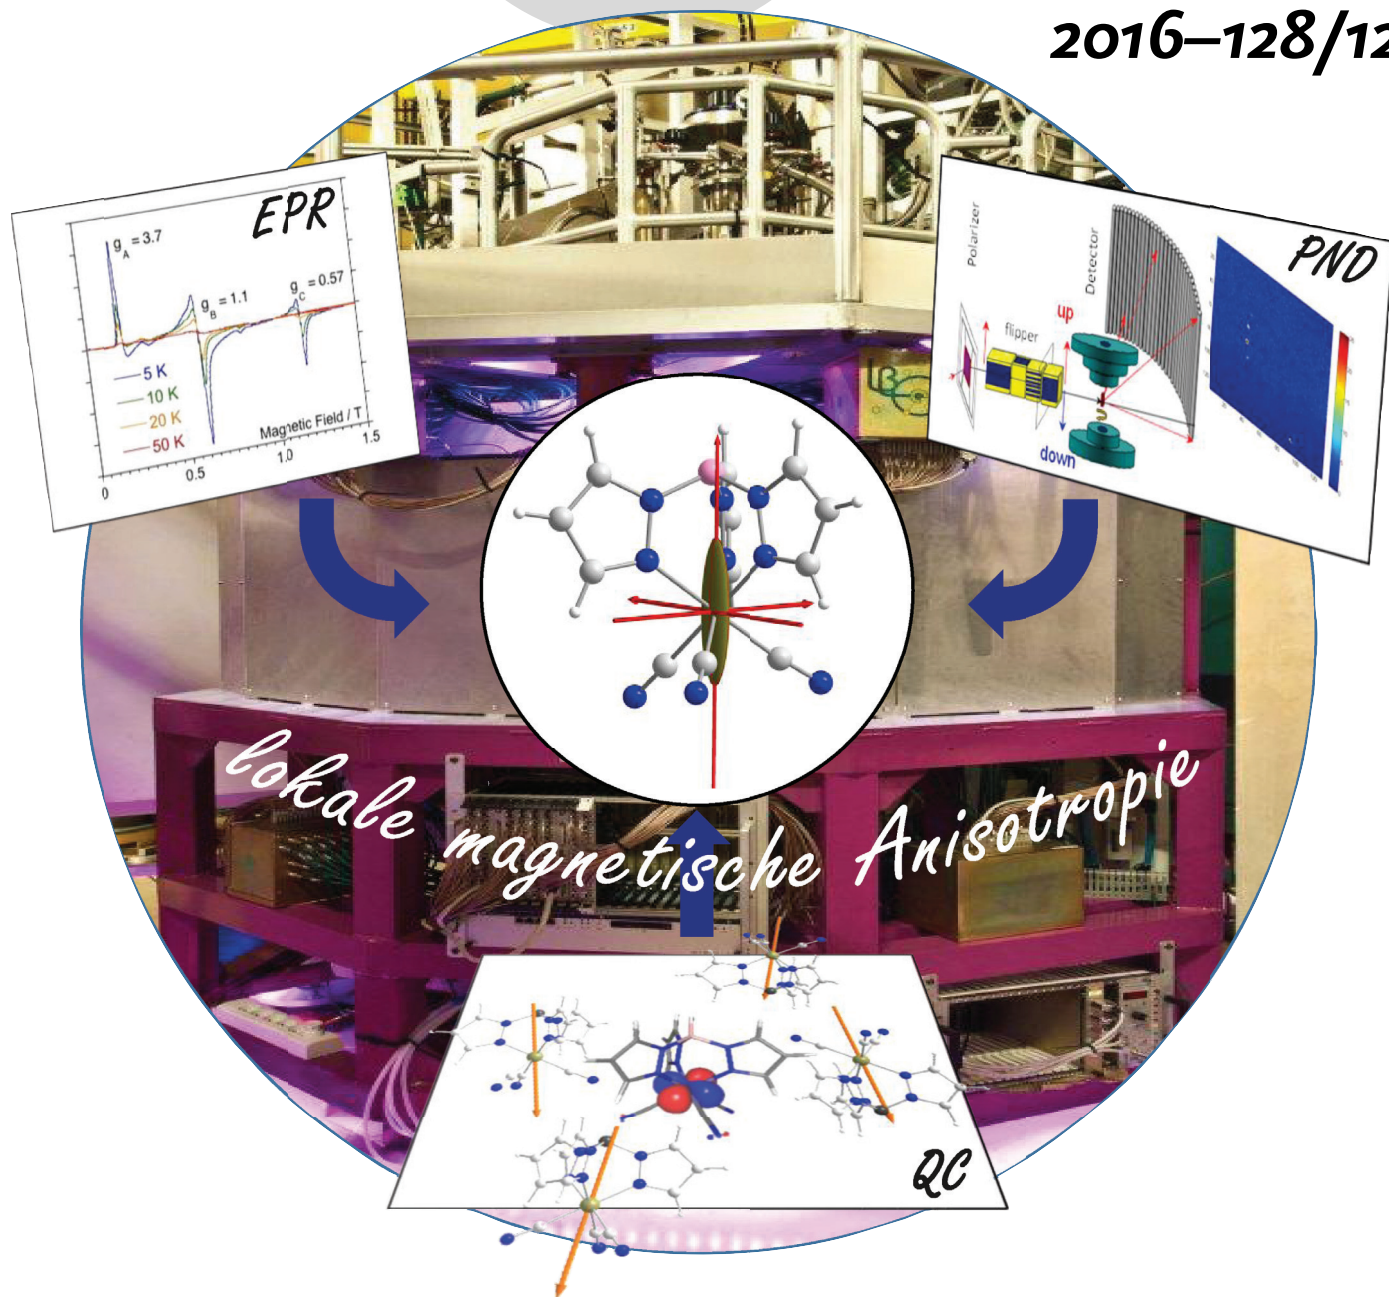 2016–128/12
EPR
g_A = 3.7
g_B = 1.1
g_C = 0.57
5 K
10 K
20 K
50 K
Magnetic Field / T
0
0.5
1.0
1.5
PND
Polarizer
flipper
Detector
up
down
lokale magnetische Anisotropie
QC